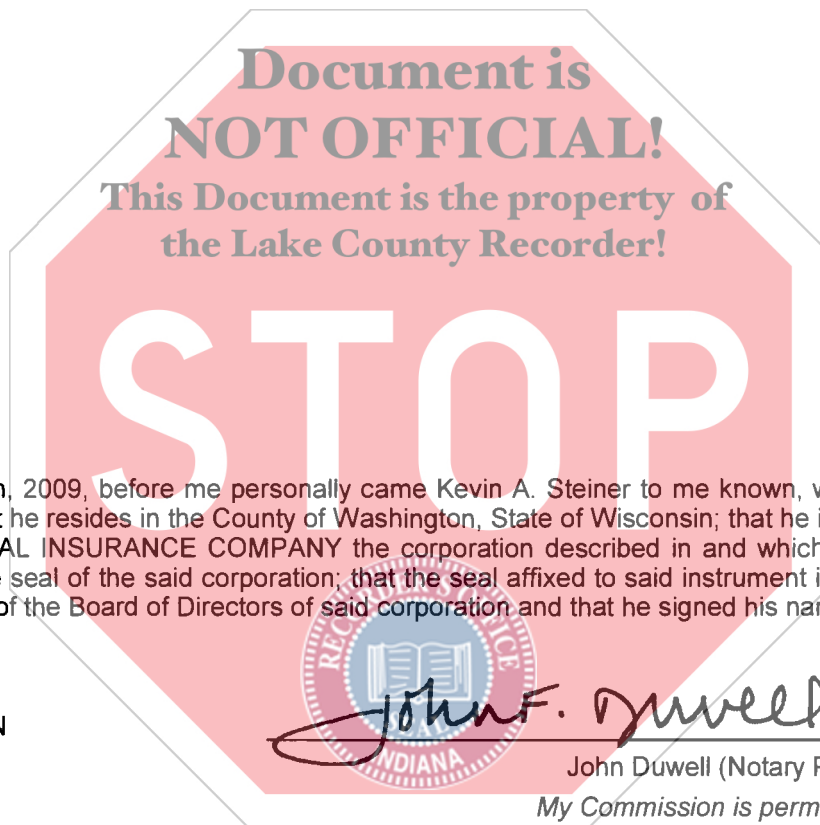 Document is
NOT OFFICIAL!
This Document is the property of
the Lake County Recorder!
STOP
, 2009, before me personally came Kevin A. Steiner to me known,
he resides in the County of Washington, State of Wisconsin; that he
AL INSURANCE COMPANY the corporation described in and which
seal of the said corporation; that the seal affixed to said instrument
of the Board of Directors of said corporation and that he signed his
RECORDER'S OFFICE
SEAL
INDIANA
N
John F. Duwell
John Duwell (Notary P
My Commission is perm